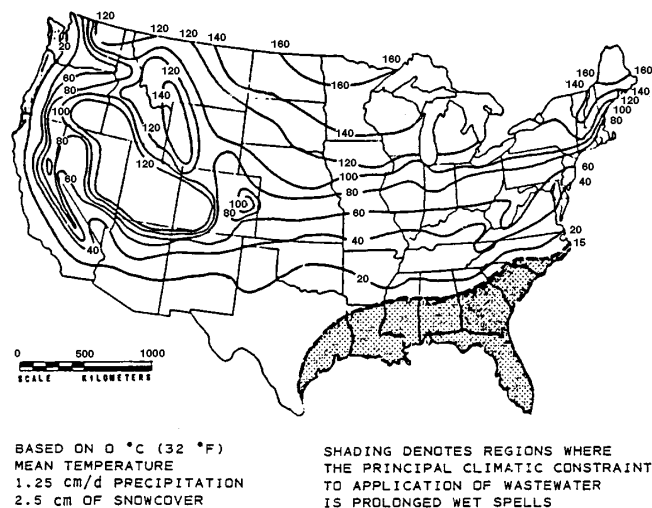 120
120 140 160
20
120
160
160
60
80
140
140
140
120
100
100
80
120
140
80
120
120
60
100
60
40
80
100
80
60
20
40
40
15
20
0 500 1000
SCALE KILOMETERS
BASED ON 0 °C (32 °F)
MEAN TEMPERATURE
1.25 cm/d PRECIPITATION
2.5 cm OF SNOWCOVER
SHADING DENOTES REGIONS WHERE
THE PRINCIPAL CLIMATIC CONSTRAINT
TO APPLICATION OF WASTEWATER
IS PROLONGED WET SPELLS